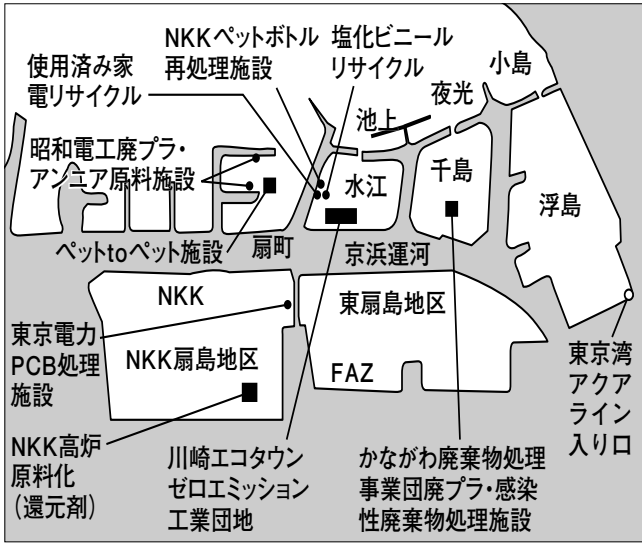 NKKペットボトル
再処理施設
塩化ビニール
リサイクル
小島
使用済み家
電リサイクル
夜光
池上
昭和電工廃プラ・
アンニア原料施設
水江
千島
浮島
ペットtoペット施設
扇町
京浜運河
NKK
東扇島地区
東京電力
PCB処理
施設
NKK扇島地区
FAZ
東京湾
アクア
ライン
入り口
NKK高炉
原料化
（還元剤）
川崎エコタウン
ゼロエミッション
工業団地
かながわ廃棄物処理
事業団廃プラ・感染
性廃棄物処理施設